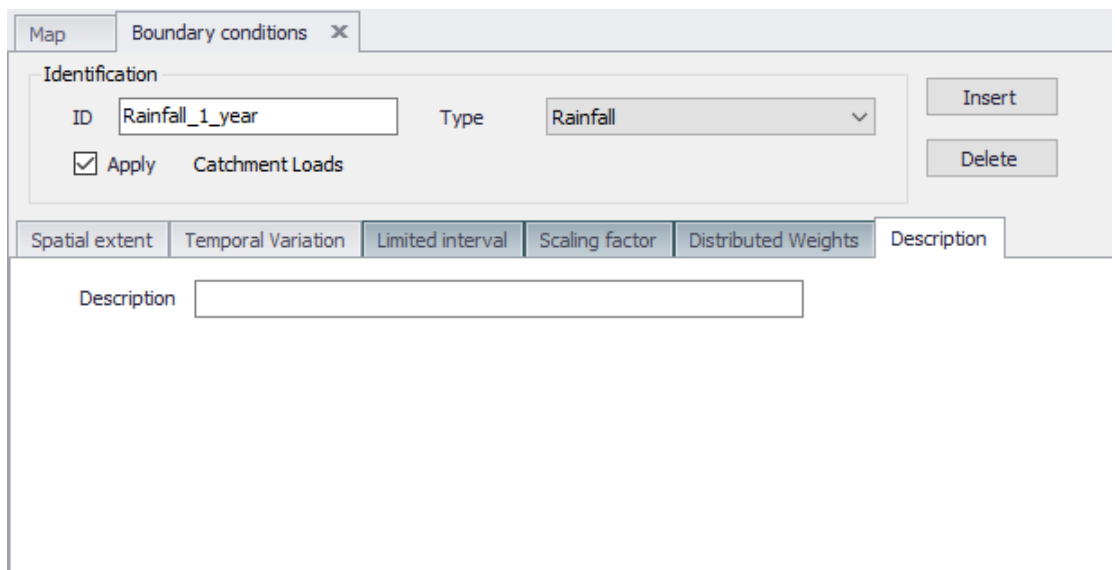 Map Boundary conditions
Identification
ID Rainfall_1_year Type Rainfall Insert
Apply Catchment Loads Delete
Spatial extent Temporal Variation Limited interval Scaling factor Distributed Weights Description
Description